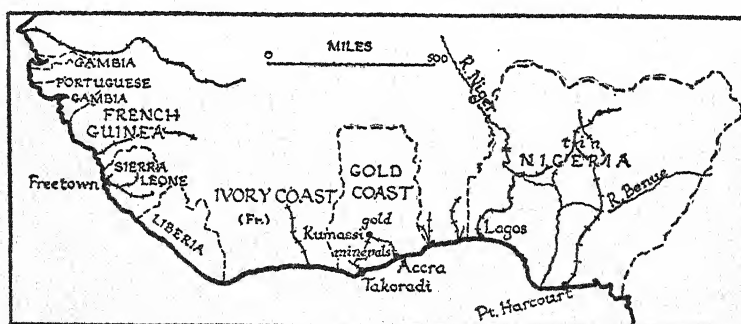 MILES
0
500
GAMBIA
PORTUGUESE
GAMBIA
FRENCH
GUINEA
SIERRA
LEONE
Freetown
LIBERIA
IVORY COAST
(Fr.)
GOLD
COAST
gold
Kumassi
minerals
Accra
Takoradi
R. Niger
tin
NIGERIA
R. Benue
Lagos
Pt. Harcourt